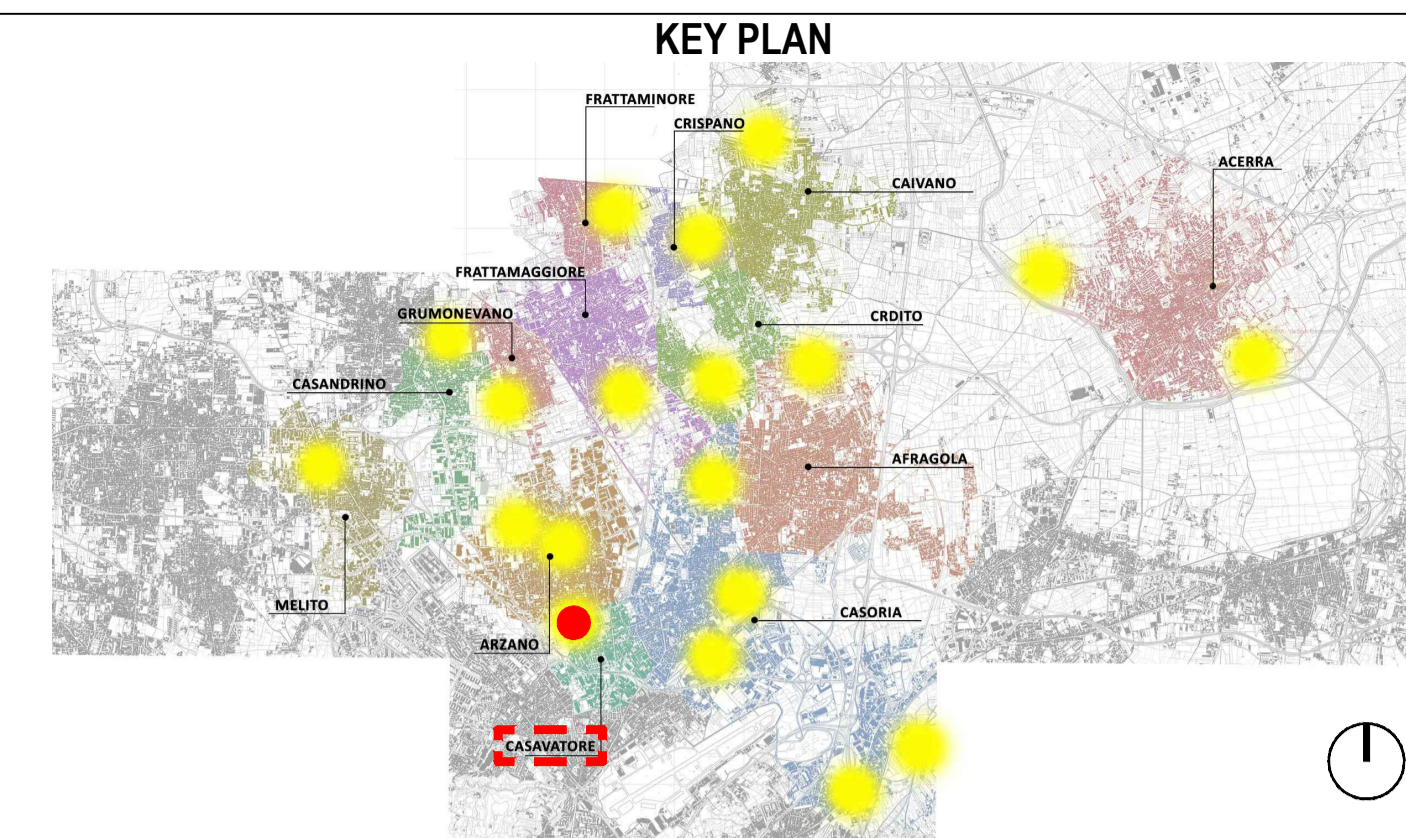 KEY PLAN
FRATTAMINORE
CRISPANO
ACERRA
CAIVANO
FRATTAMAGGIORE
GRUMONEVANO
CRDITO
CASANDRINO
AFRAGOLA
MELITO
CASORIA
ARZANO
CASAVATORE